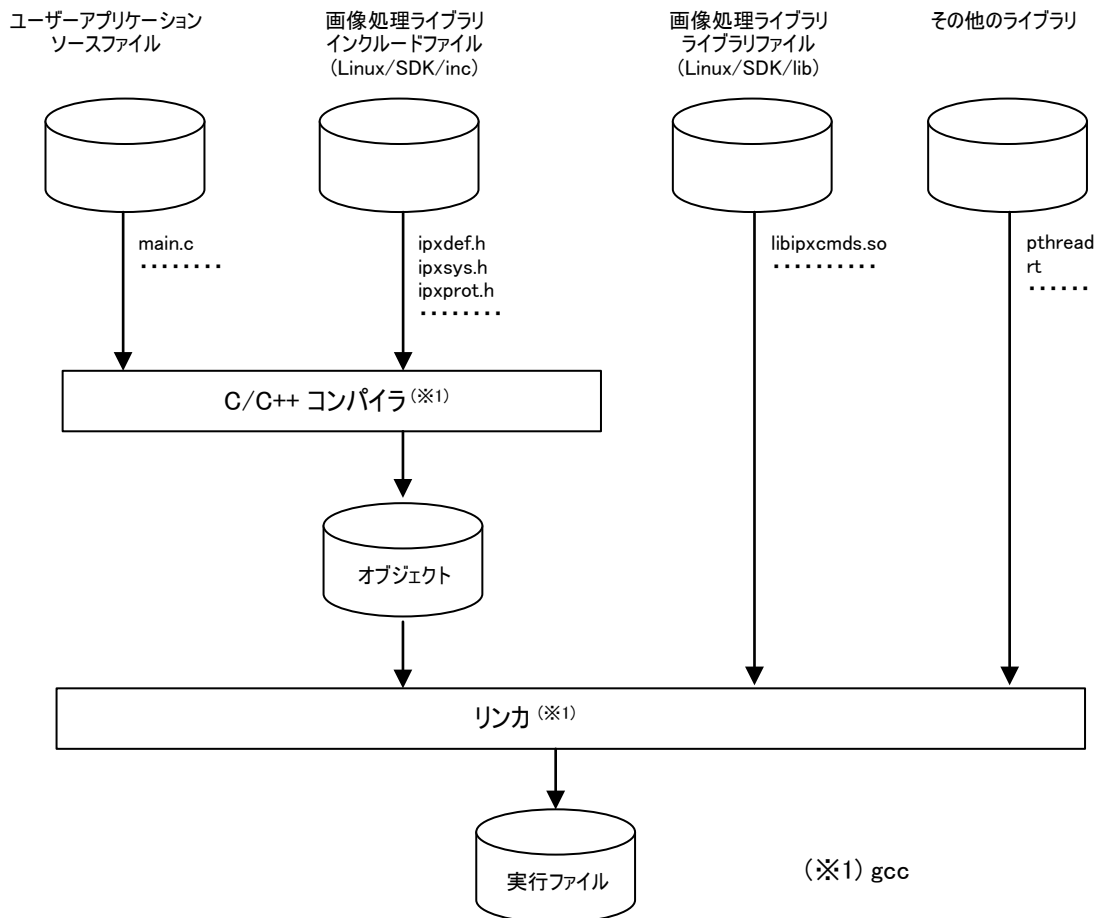 ユーザーアプリケーション
ソースファイル
画像処理ライブラリ
インクルードファイル
(Linux/SDK/inc)
画像処理ライブラリ
ライブラリファイル
(Linux/SDK/lib)
その他のライブラリ
main.c
・・・・・・・・
ipxdef.h
ipxsys.h
ipxprot.h
・・・・・・・・
libipxcmds.so
・・・・・・・・・・
pthread
rt
・・・・・・
C/C++ コンパイラ(※1)
オブジェクト
リンカ(※1)
実行ファイル
(※1) gcc